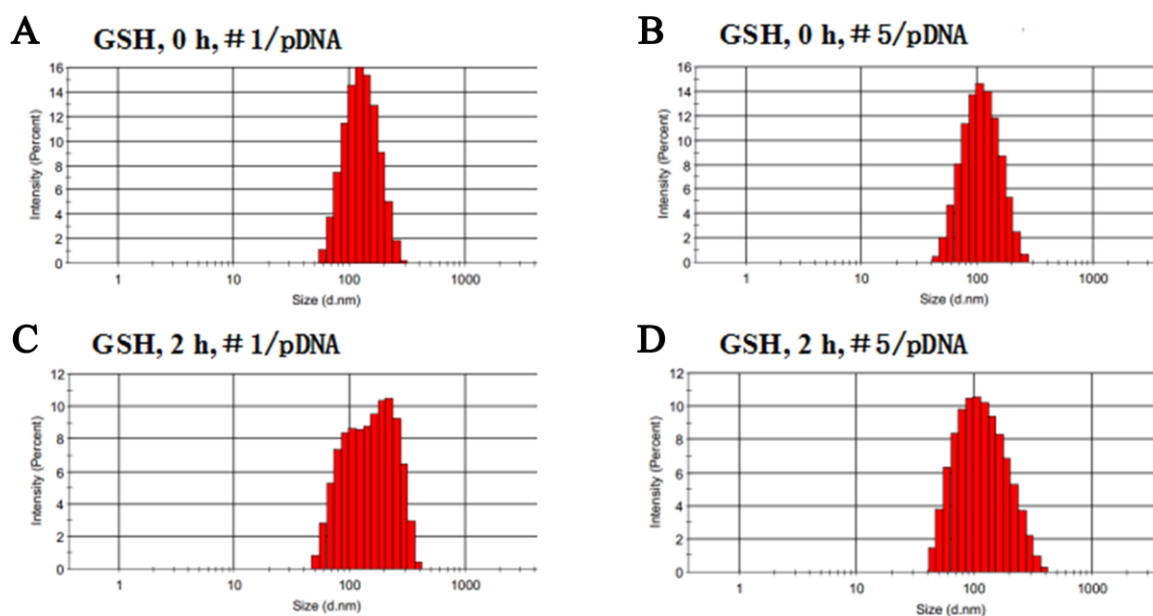 A GSH, 0 h, #1/pDNA
16
14
12
10
8
6
4
2
0
Intensity (Percent)
1 10 100 1000
Size (d.nm)
B GSH, 0 h, #5/pDNA
16
14
12
10
8
6
4
2
0
Intensity (Percent)
1 10 100 1000
Size (d.nm)
C GSH, 2 h, #1/pDNA
12
10
8
6
4
2
0
Intensity (Percent)
1 10 100 1000
Size (d.nm)
D GSH, 2 h, #5/pDNA
12
10
8
6
4
2
0
Intensity (Percent)
1 10 100 1000
Size (d.nm)